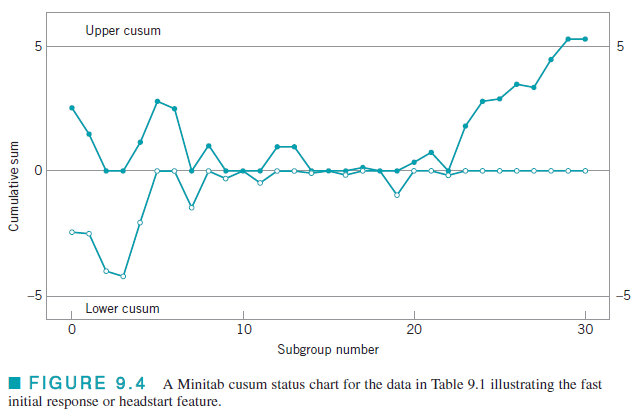 Upper cusum
5
5
0
0
-5
-5
Cumulative sum
Lower cusum
0 10 20 30
Subgroup number
FIGURE 9.4 A Minitab cusum status chart for the data in Table 9.1 illustrating the fast
initial response or headstart feature.